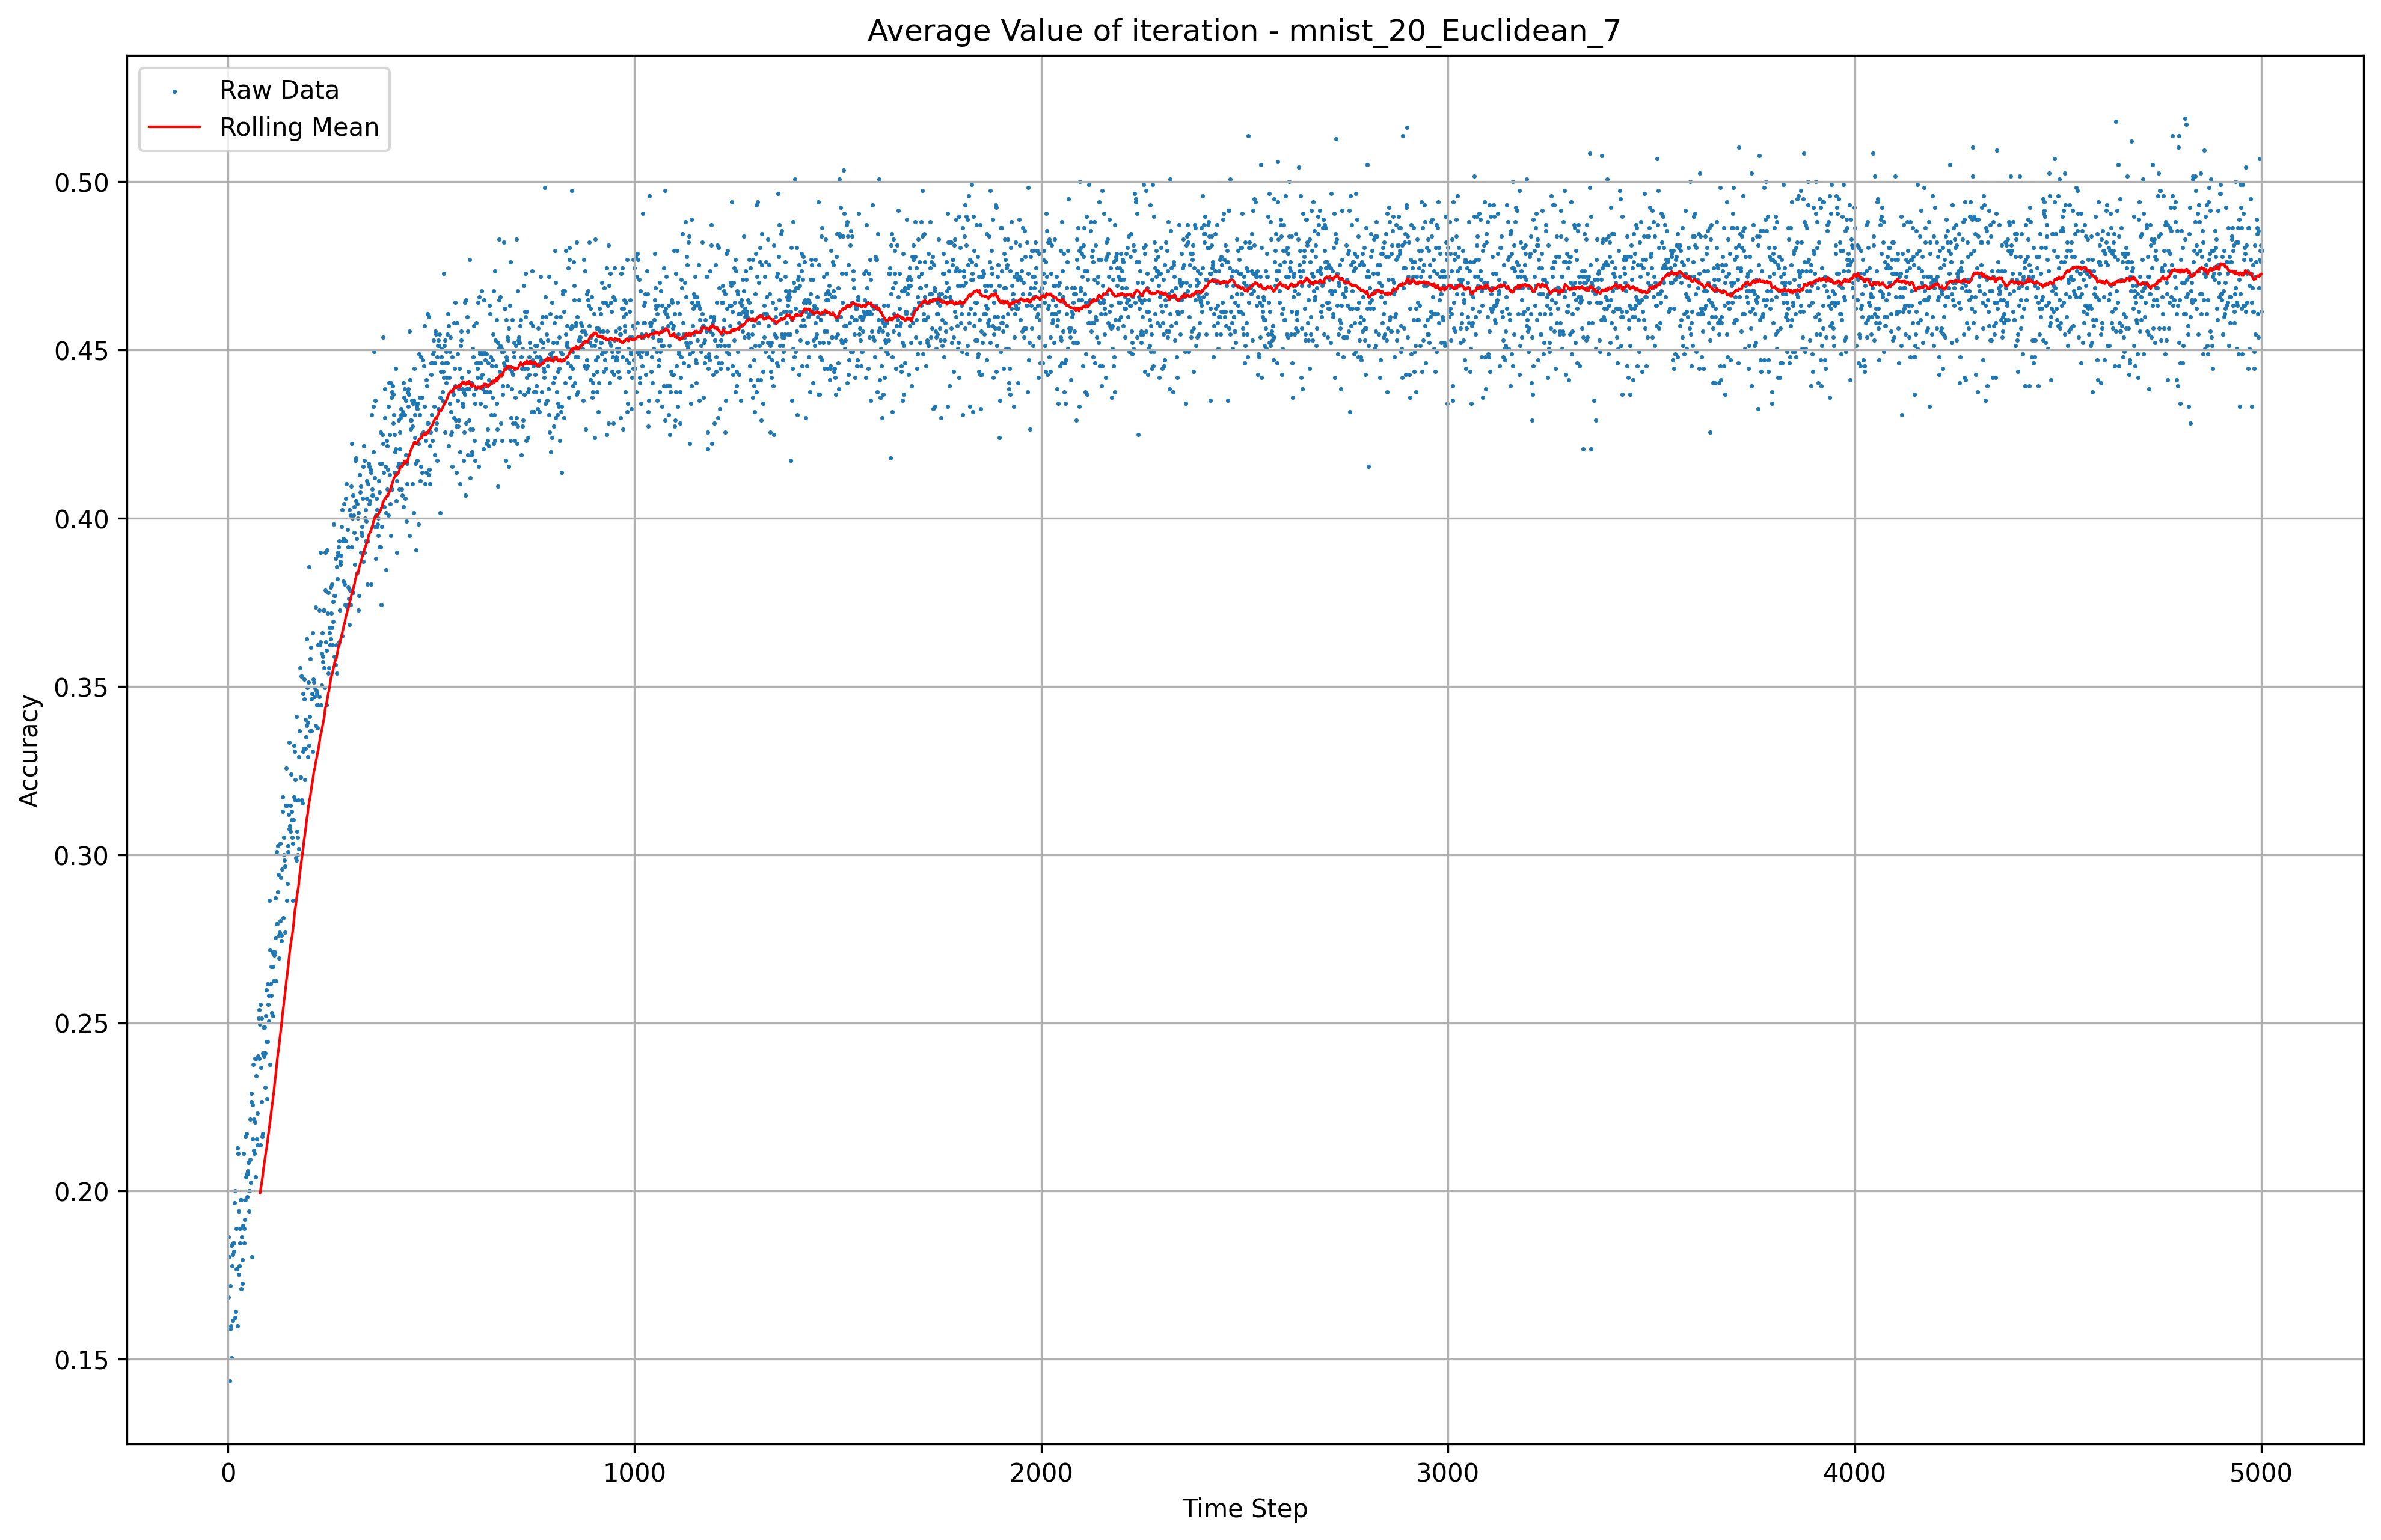 Average Value of iteration - mnist_20_Euclidean_7
Raw Data
Rolling Mean
0.50
0.45
0.40
0.35
0.30
0.25
0.20
0.15
Accuracy
0 1000 2000 3000 4000 5000
Time Step